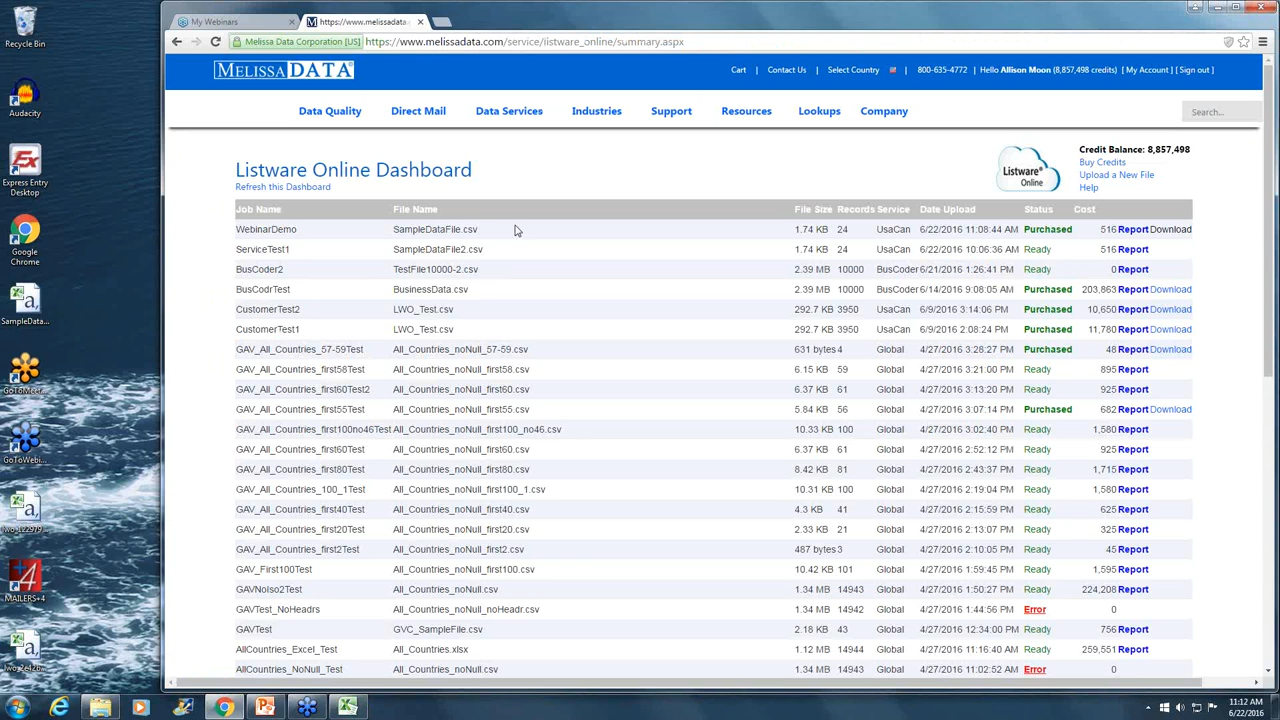 My Webinars
https://www.melissadata.
Melissa Data Corporation [US] https://www.melissadata.com/service/listware_online/summary.aspx
MELISSADATA
Cart | Contact Us | Select Country | 800-635-4772 | Hello Allison Moon (8,857,498 credits) [ My Account ] [ Sign out ]
Data Quality Direct Mail Data Services Industries Support Resources Lookups Company Search...
Listware Online Dashboard
Refresh this Dashboard
Listware® Online
Credit Balance: 8,857,498
Buy Credits
Upload a New File
Help
Job Name File Name File Size Records Service Date Upload Status Cost
WebinarDemo SampleDataFile.csv 1.74 KB 24 UsaCan 6/22/2016 11:08:44 AM Purchased 516 Report Download
ServiceTest1 SampleDataFile2.csv 1.74 KB 24 UsaCan 6/22/2016 10:06:36 AM Ready 516 Report
BusCoder2 TestFile10000-2.csv 2.39 MB 10000 BusCoder 6/21/2016 1:26:41 PM Ready 0 Report
BusCodrTest BusinessData.csv 2.39 MB 10000 BusCoder 6/14/2016 9:08:05 AM Purchased 203,863 Report Download
CustomerTest2 LWO_Test.csv 292.7 KB 3950 UsaCan 6/9/2016 3:14:06 PM Purchased 10,650 Report Download
CustomerTest1 LWO_Test.csv 292.7 KB 3950 UsaCan 6/9/2016 2:08:24 PM Purchased 11,780 Report Download
GAV_All_Countries_57-59Test All_Countries_noNull_57-59.csv 631 bytes 4 Global 4/27/2016 3:28:27 PM Purchased 48 Report Download
GAV_All_Countries_first58Test All_Countries_noNull_first58.csv 6.15 KB 59 Global 4/27/2016 3:21:00 PM Ready 895 Report
GAV_All_Countries_first60Test2 All_Countries_noNull_first60.csv 6.37 KB 61 Global 4/27/2016 3:13:20 PM Ready 925 Report
GAV_All_Countries_first55Test All_Countries_noNull_first55.csv 5.84 KB 56 Global 4/27/2016 3:07:14 PM Purchased 682 Report Download
GAV_All_Countries_first100no46Test All_Countries_noNull_first100_no46.csv 10.33 KB 100 Global 4/27/2016 3:02:40 PM Ready 1,580 Report
GAV_All_Countries_first60Test All_Countries_noNull_first60.csv 6.37 KB 61 Global 4/27/2016 2:52:12 PM Ready 925 Report
GAV_All_Countries_first80Test All_Countries_noNull_first80.csv 8.42 KB 81 Global 4/27/2016 2:43:37 PM Ready 1,715 Report
GAV_All_Countries_100_1Test All_Countries_noNull_first100_1.csv 10.31 KB 100 Global 4/27/2016 2:19:04 PM Ready 1,580 Report
GAV_All_Countries_first40Test All_Countries_noNull_first40.csv 4.3 KB 41 Global 4/27/2016 2:15:59 PM Ready 625 Report
GAV_All_Countries_first20Test All_Countries_noNull_first20.csv 2.33 KB 21 Global 4/27/2016 2:13:07 PM Ready 325 Report
GAV_All_Countries_first2Test All_Countries_noNull_first2.csv 487 bytes 3 Global 4/27/2016 2:10:05 PM Ready 45 Report
GAV_First100Test All_Countries_noNull_first100.csv 10.42 KB 101 Global 4/27/2016 1:59:45 PM Ready 1,595 Report
GAVNoIso2Test All_Countries_noNull.csv 1.34 MB 14943 Global 4/27/2016 1:50:27 PM Ready 224,208 Report
GAVTest_NoHeadrs All_Countries_noNull_noHeadr.csv 1.34 MB 14942 Global 4/27/2016 1:44:56 PM Error 0
GAVTest GVC_SampleFile.csv 2.18 KB 43 Global 4/27/2016 12:34:00 PM Ready 756 Report
AllCountries_Excel_Test All_Countries.xlsx 1.12 MB 14944 Global 4/27/2016 11:16:40 AM Ready 259,551 Report
AllCountries_NoNull_Test All_Countries_noNull.csv 1.34 MB 14943 Global 4/27/2016 11:02:52 AM Error 0
Recycle Bin
Audacity
Express Entry Desktop
Google Chrome
SampleData...
GoToMeet...
GoToWebi...
MAILERS+4
11:12 AM
6/22/2016